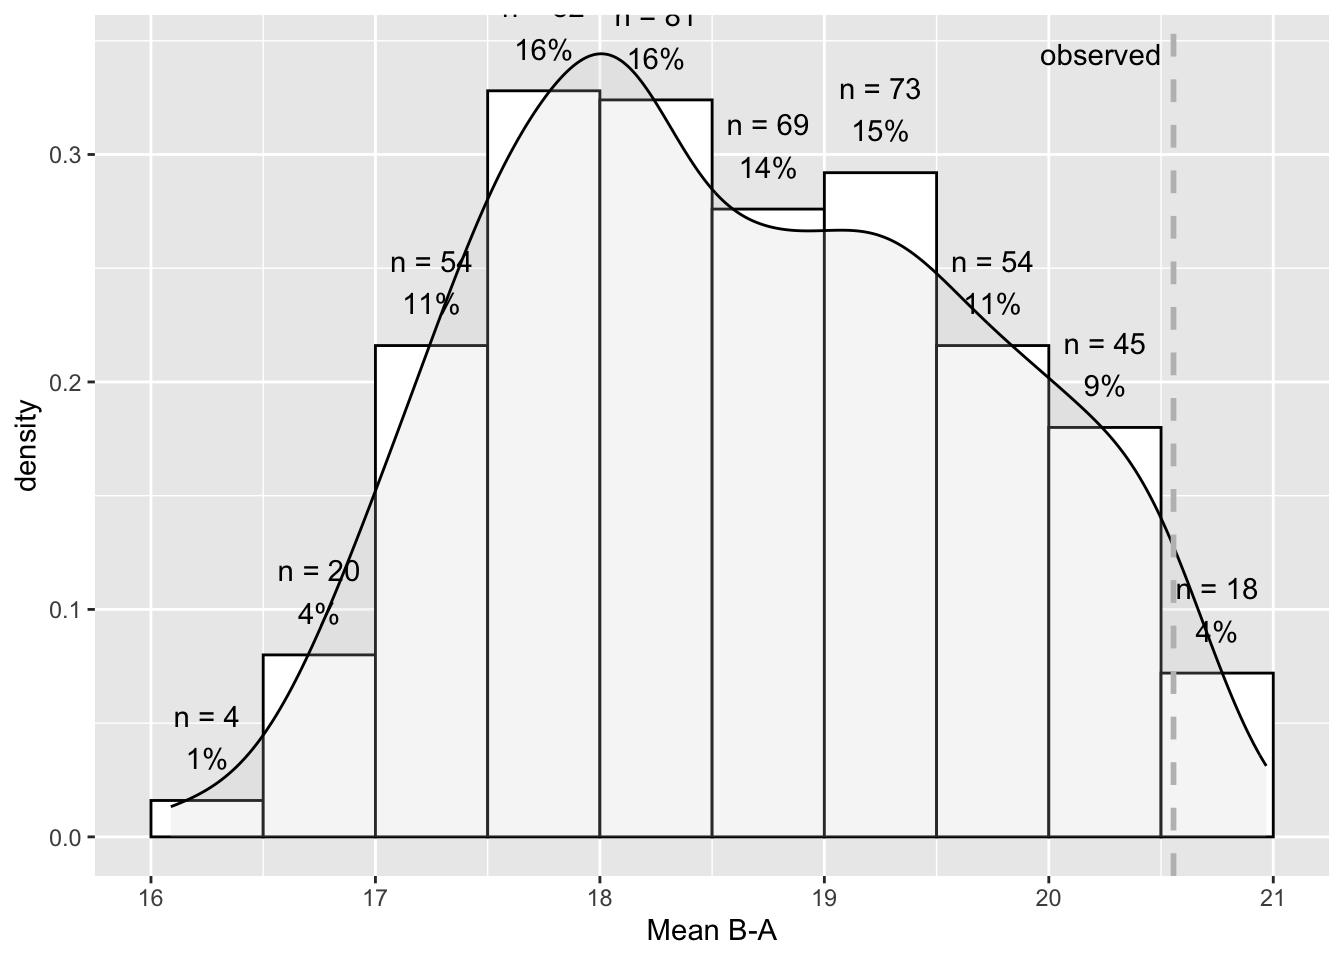 n = 81
observed
16%
16%
n = 73
15%
n = 69
14%
0.3
n = 54
11%
n = 54
11%
n = 45
9%
0.2
density
n = 20
4%
n = 18
4%
0.1
n = 4
1%
0.0
16 17 18 19 20 21
Mean B-A